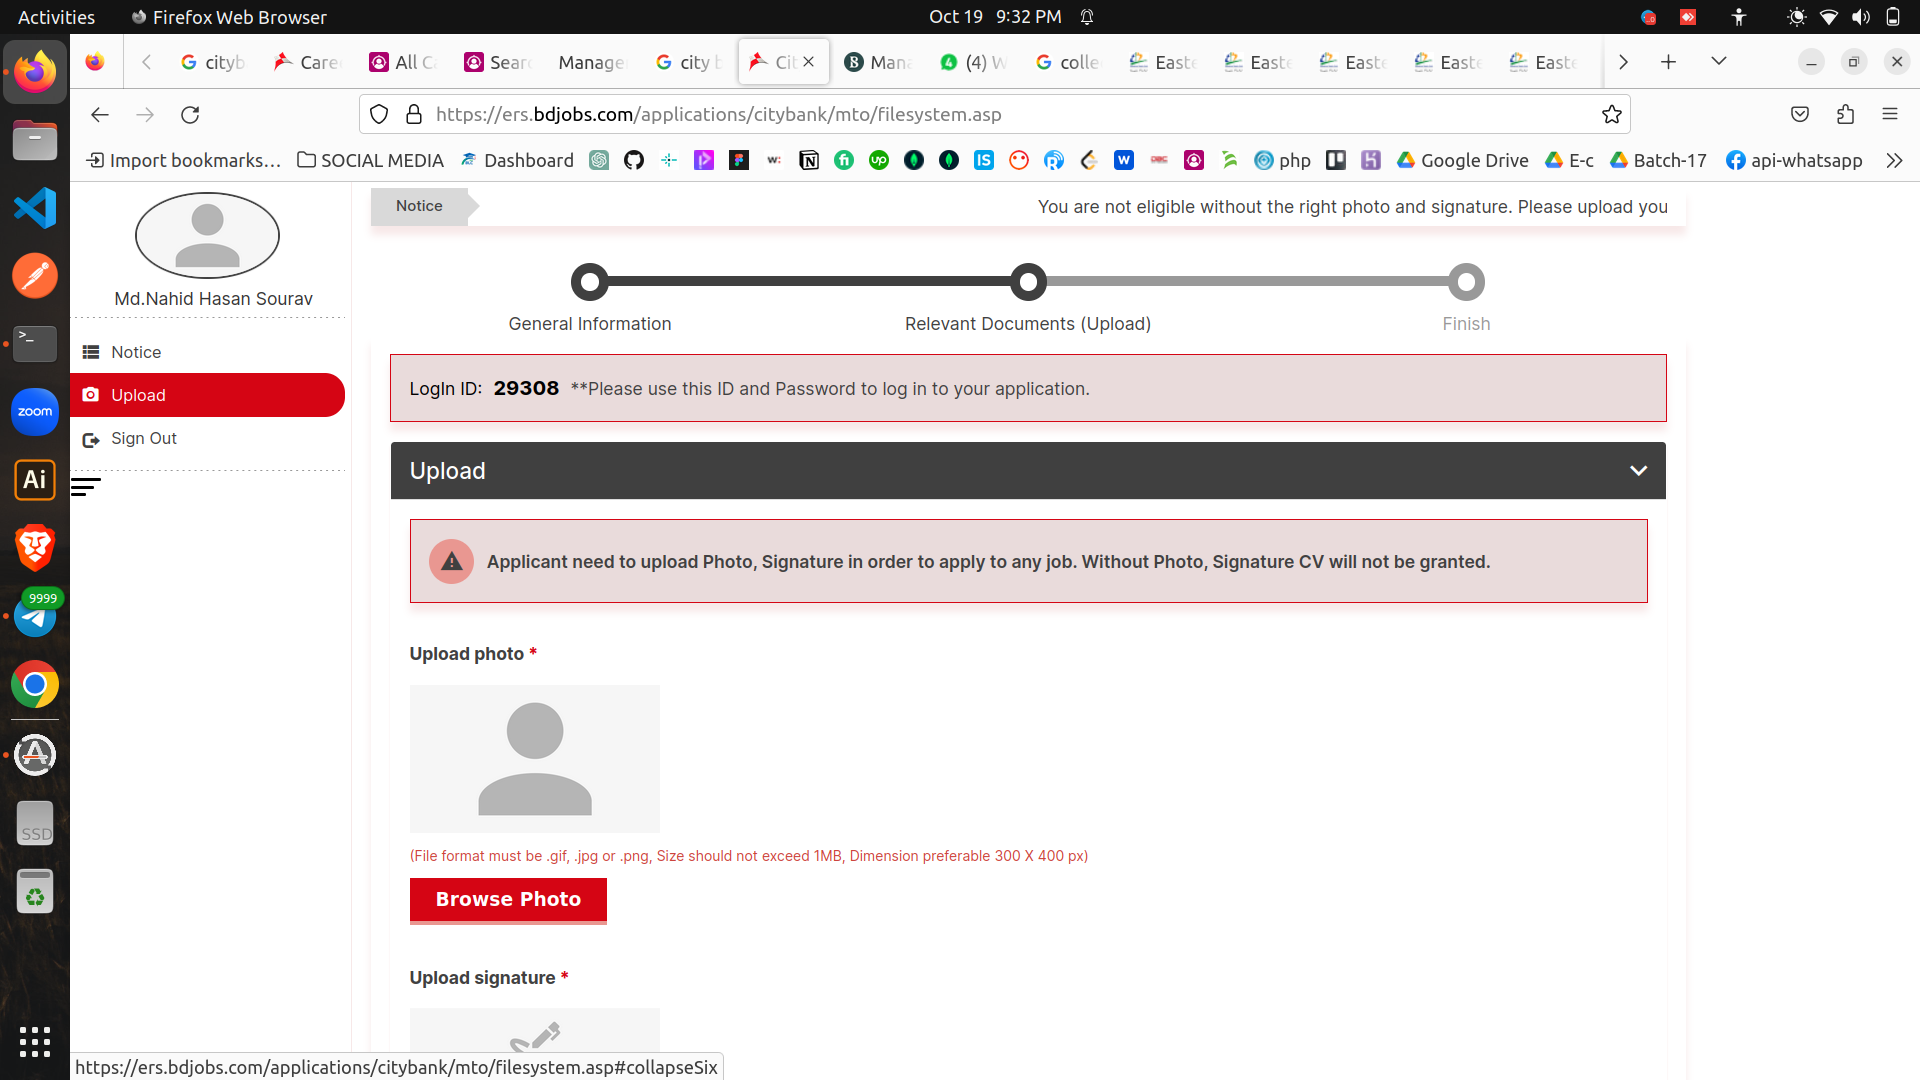 Activities Firefox Web Browser Oct 19 9:32 PM
cityb Care All Ca Sear Manage city b Cit Mana (4) W colle Easte Easte Easte Easte Easte
https://ers.bdjobs.com/applications/citybank/mto/filesystem.asp
Import bookmarks... SOCIAL MEDIA Dashboard php Google Drive E-c Batch-17 api-whatsapp
Notice You are not eligible without the right photo and signature. Please upload you
Md.Nahid Hasan Sourav
General Information Relevant Documents (Upload) Finish
Notice
Upload
Sign Out
LogIn ID: 29308 **Please use this ID and Password to log in to your application.
Upload
Applicant need to upload Photo, Signature in order to apply to any job. Without Photo, Signature CV will not be granted.
Upload photo *
(File format must be .gif, .jpg or .png, Size should not exceed 1MB, Dimension preferable 300 X 400 px)
Browse Photo
Upload signature *
zoom
Ai
9999
SSD
https://ers.bdjobs.com/applications/citybank/mto/filesystem.asp#collapseSix